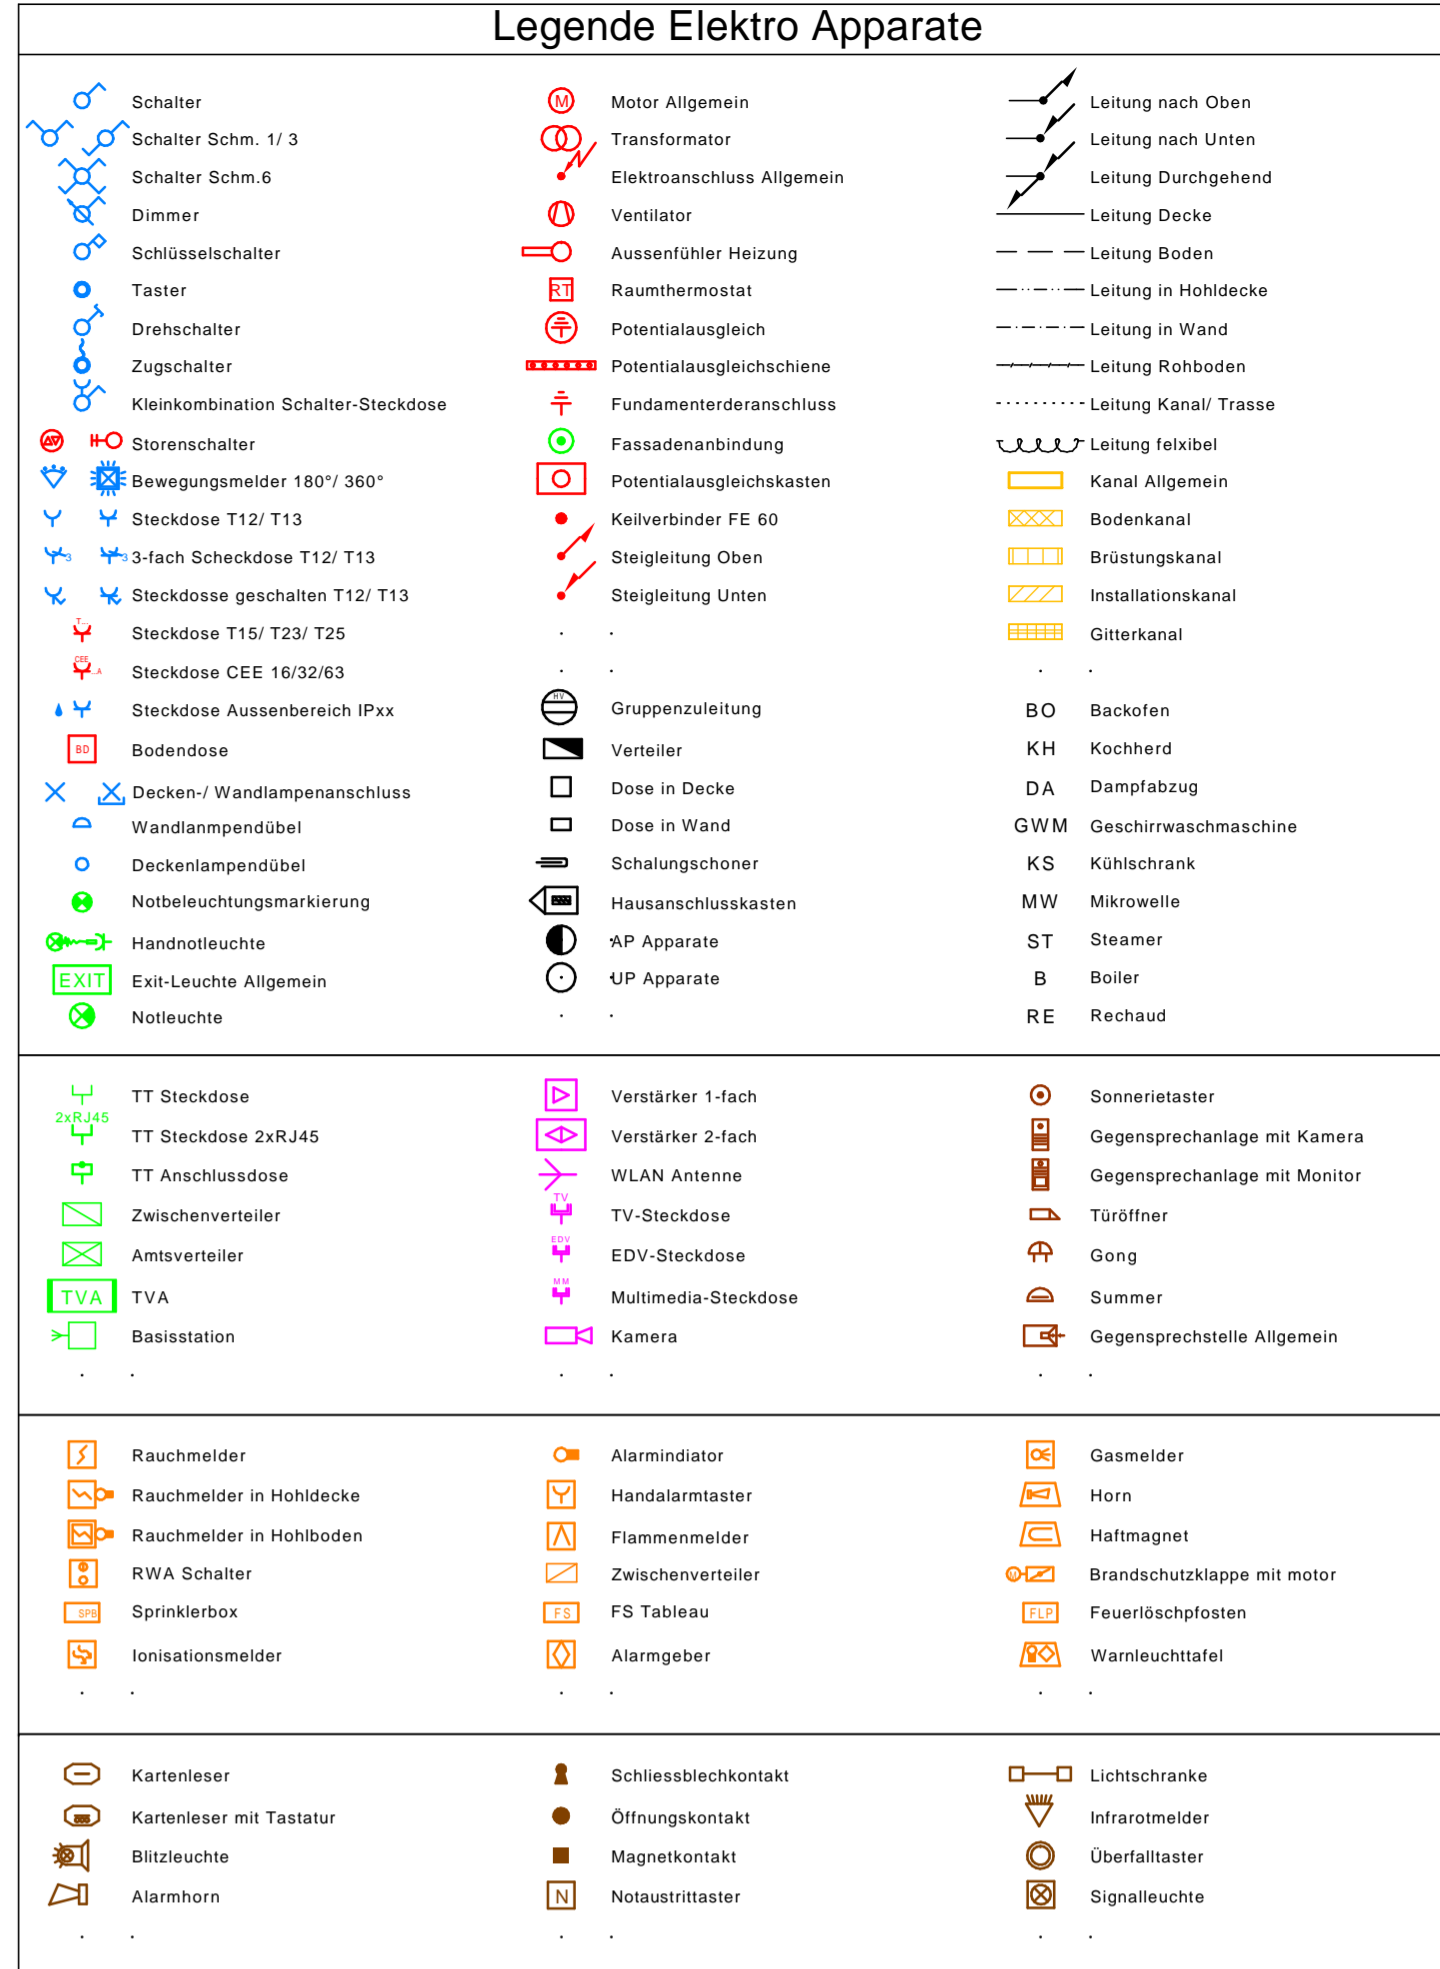 Legende Elektro Apparate
Schalter
M Motor Allgemein
Leitung nach Oben
Schalter Schm. 1/ 3
Transformator
Leitung nach Unten
Schalter Schm.6
Elektroanschluss Allgemein
Leitung Durchgehend
Dimmer
Ventilator
Leitung Decke
Schlüsselschalter
Aussenfühler Heizung
Leitung Boden
Taster
RT Raumthermostat
Leitung in Hohldecke
Drehschalter
Potentialausgleich
Leitung in Wand
Zugschalter
Potentialausgleichschiene
Leitung Rohboden
Kleinkombination Schalter-Steckdose
Fundamenterderanschluss
Leitung Kanal/ Trasse
Storenschalter
Fassadenanbindung
Leitung felxibel
Bewegungsmelder 180°/ 360°
Potentialausgleichskasten
Kanal Allgemein
Steckdose T12/ T13
Keilverbinder FE 60
Bodenkanal
3 3 3-fach Scheckdose T12/ T13
Steigleitung Oben
Brüstungskanal
Steckdosse geschalten T12/ T13
Steigleitung Unten
Installationskanal
T... Steckdose T15/ T23/ T25
Gitterkanal
CEE ...A Steckdose CEE 16/32/63
Steckdose Aussenbereich IPxx
HV Gruppenzuleitung
BO Backofen
BD Bodendose
Verteiler
KH Kochherd
Decken-/ Wandlampenanschluss
Dose in Decke
DA Dampfabzug
Wandlanmpendübel
Dose in Wand
GWM Geschirrwaschmaschine
Deckenlampendübel
Schalungschoner
KS Kühlschrank
Notbeleuchtungsmarkierung
Hausanschlusskasten
MW Mikrowelle
Handnotleuchte
AP Apparate
ST Steamer
EXIT Exit-Leuchte Allgemein
UP Apparate
B Boiler
Notleuchte
RE Rechaud
TT Steckdose
Verstärker 1-fach
Sonnerietaster
2xRJ45 TT Steckdose 2xRJ45
Verstärker 2-fach
Gegensprechanlage mit Kamera
TT Anschlussdose
WLAN Antenne
Gegensprechanlage mit Monitor
Zwischenverteiler
TV TV-Steckdose
Türöffner
Amtsverteiler
EDV EDV-Steckdose
Gong
TVA TVA
MM Multimedia-Steckdose
Summer
Basisstation
Kamera
Gegensprechstelle Allgemein
Rauchmelder
Alarmindiator
Gasmelder
Rauchmelder in Hohldecke
Handalarmtaster
Horn
Rauchmelder in Hohlboden
Flammenmelder
Haftmagnet
RWA Schalter
Zwischenverteiler
M Brandschutzklappe mit motor
SPB Sprinklerbox
FS FS Tableau
FLP Feuerlöschpfosten
Ionisationsmelder
Alarmgeber
Warnleuchttafel
Kartenleser
Schliessblechkontakt
Lichtschranke
Kartenleser mit Tastatur
Öffnungskontakt
Infrarotmelder
Blitzleuchte
Magnetkontakt
Überfalltaster
Alarmhorn
N Notaustrittaster
Signalleuchte